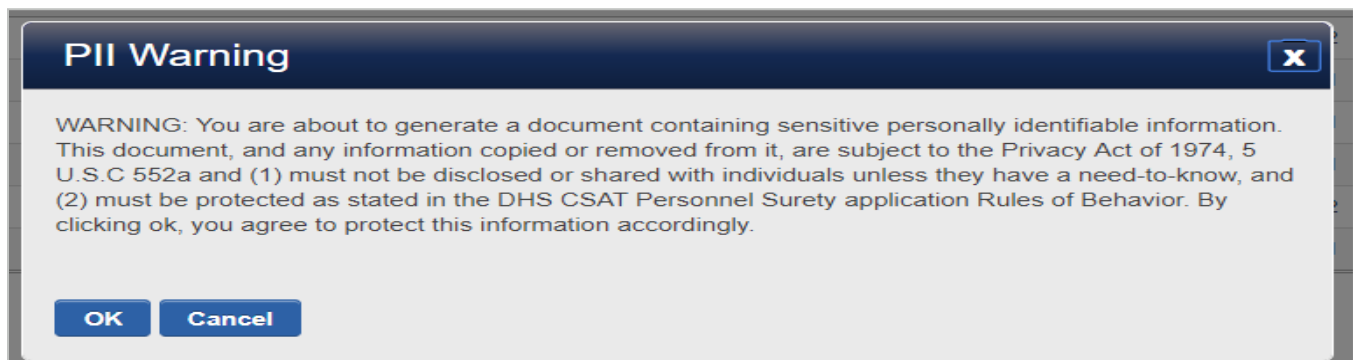 PII Warning
X
WARNING: You are about to generate a document containing sensitive personally identifiable information.
This document, and any information copied or removed from it, are subject to the Privacy Act of 1974, 5
U.S.C 552a and (1) must not be disclosed or shared with individuals unless they have a need-to-know, and
(2) must be protected as stated in the DHS CSAT Personnel Surety application Rules of Behavior. By
clicking ok, you agree to protect this information accordingly.
OK Cancel